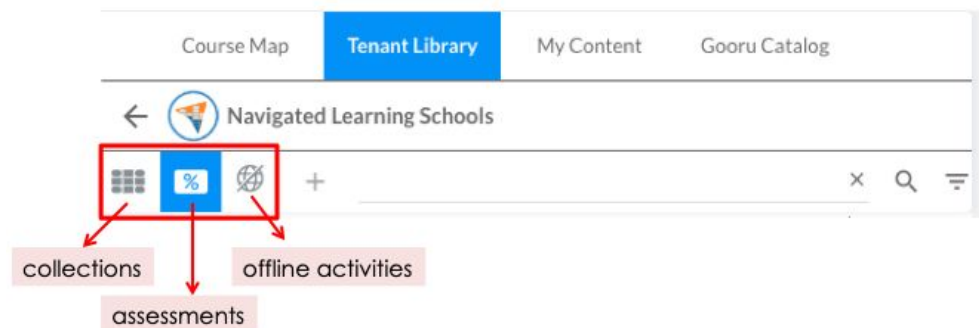 Course Map Tenant Library My Content Gooru Catalog
Navigated Learning Schools
%
collections offline activities
assessments